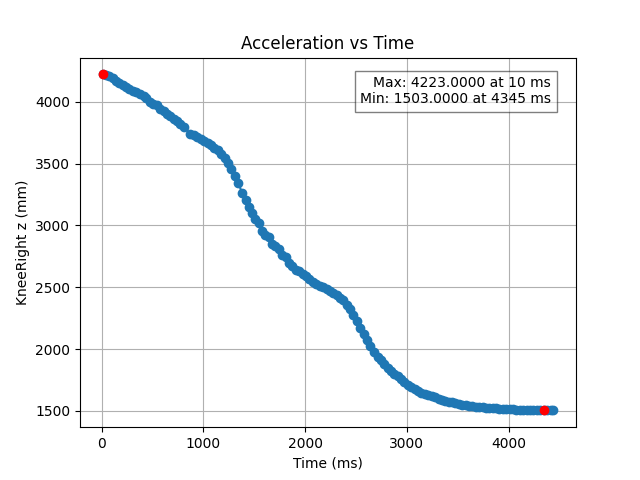 Acceleration vs Time
Max: 4223.0000 at 10 ms
Min: 1503.0000 at 4345 ms
KneeRight z (mm)
4000
3500
3000
2500
2000
1500
0 1000 2000 3000 4000
Time (ms)